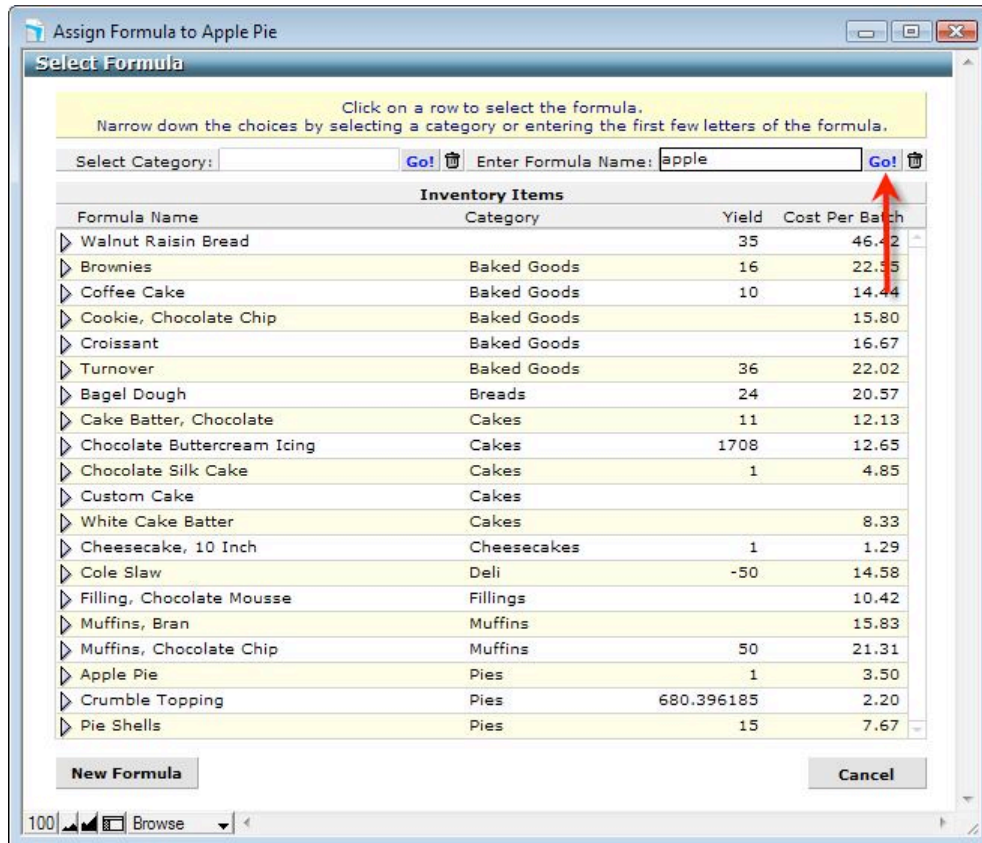 Assign Formula to Apple Pie
Select Formula
Click on a row to select the formula.
Narrow down the choices by selecting a category or entering the first few letters of the formula.
Select Category: Go! Enter Formula Name: apple Go!
Inventory Items
Formula Name Category Yield Cost Per Batch
Walnut Raisin Bread 35 46.42
Brownies Baked Goods 16 22.55
Coffee Cake Baked Goods 10 14.44
Cookie, Chocolate Chip Baked Goods 15.80
Croissant Baked Goods 16.67
Turnover Baked Goods 36 22.02
Bagel Dough Breads 24 20.57
Cake Batter, Chocolate Cakes 11 12.13
Chocolate Buttercream Icing Cakes 1708 12.65
Chocolate Silk Cake Cakes 1 4.85
Custom Cake Cakes
White Cake Batter Cakes 8.33
Cheesecake, 10 Inch Cheesecakes 1 1.29
Cole Slaw Deli -50 14.58
Filling, Chocolate Mousse Fillings 10.42
Muffins, Bran Muffins 15.83
Muffins, Chocolate Chip Muffins 50 21.31
Apple Pie Pies 1 3.50
Crumble Topping Pies 680.396185 2.20
Pie Shells Pies 15 7.67
New Formula Cancel
100 Browse